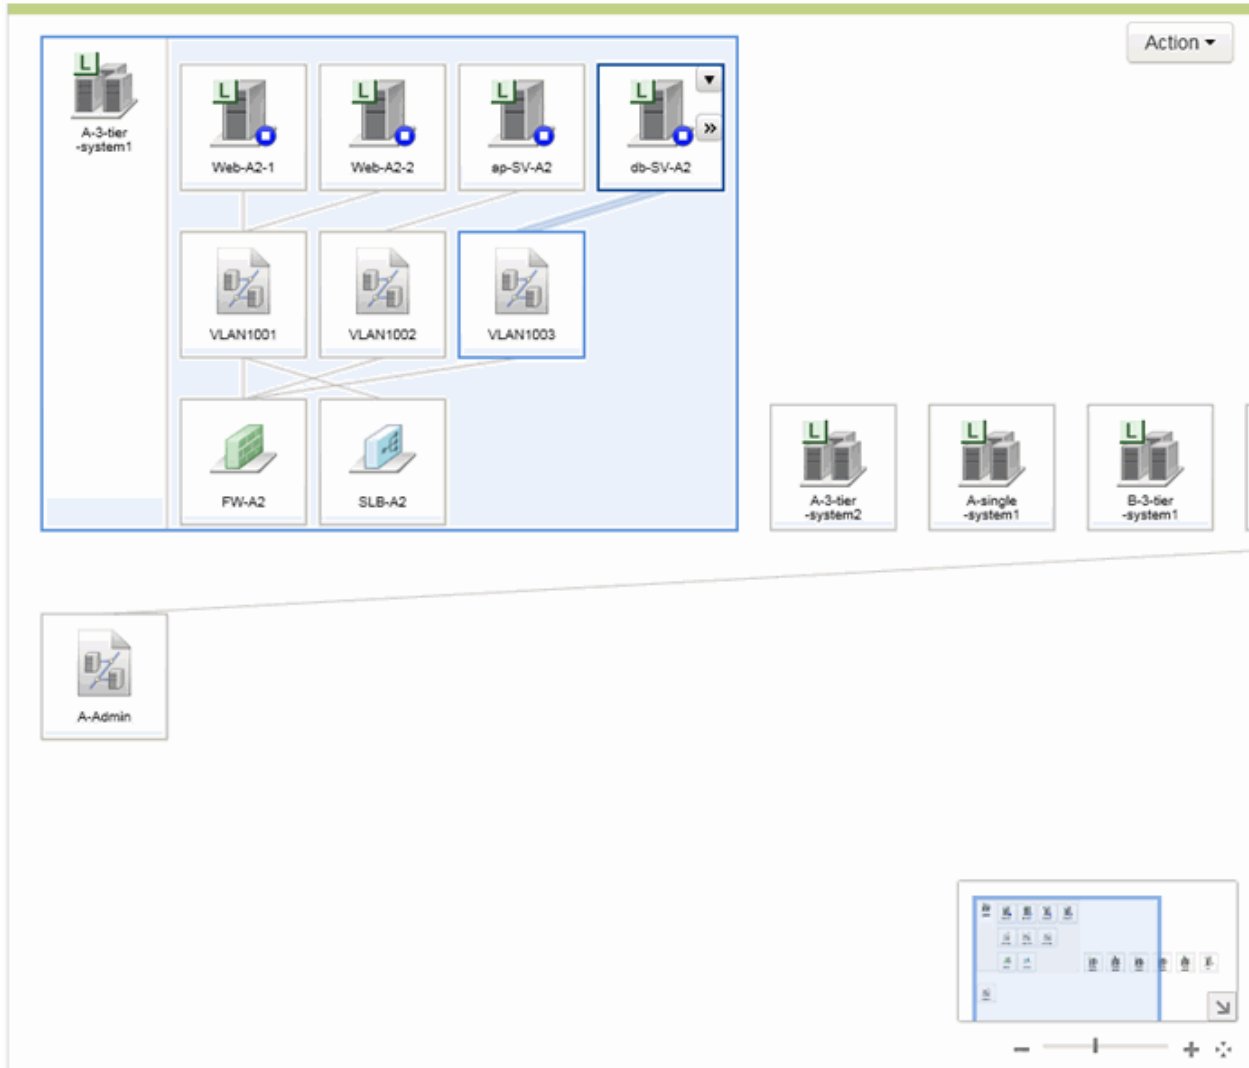 Action
L
A-3-tier
-system1
L
Web-A2-1
L
Web-A2-2
L
ap-SV-A2
L
db-SV-A2
VLAN1001
VLAN1002
VLAN1003
FW-A2
SLB-A2
L
A-3-tier
-system2
L
A-single
-system1
L
B-3-tier
-system1
A-Admin